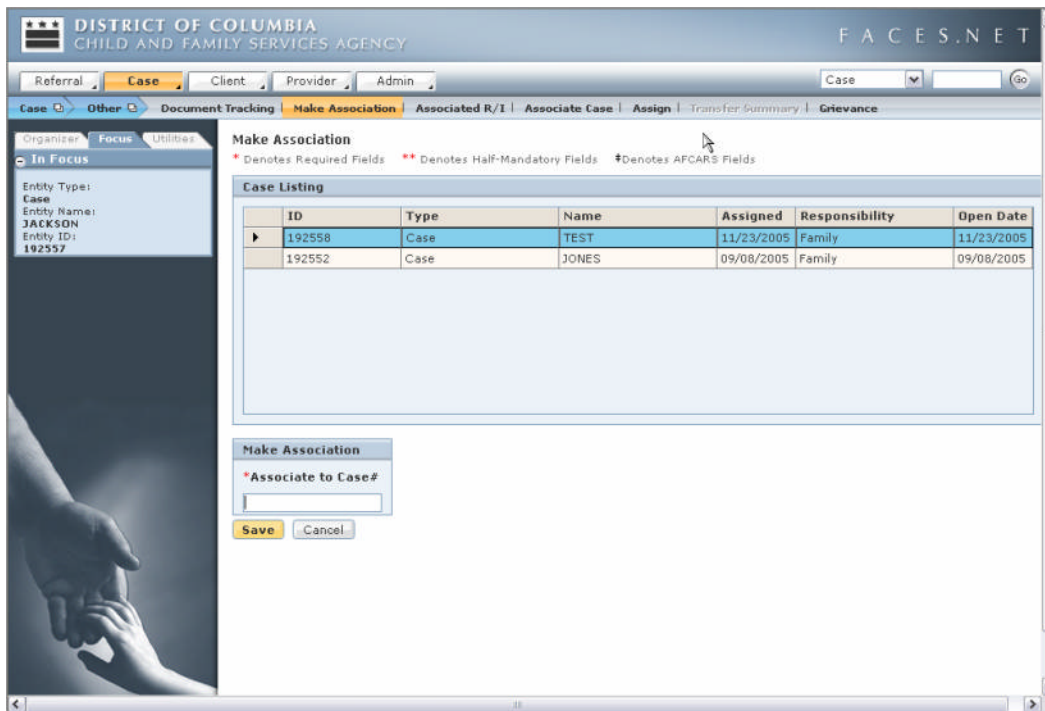 DISTRICT OF COLUMBIA
CHILD AND FAMILY SERVICES AGENCY
FACES.NET
Referral Case Client Provider Admin Case Go
Case Other Document Tracking Make Association Associated R/I Associate Case Assign Transfer Summary Grievance
Organizer Focus Utilities
In Focus
Entity Type:
Case
Entity Name:
JACKSON
Entity ID:
192557
Make Association
* Denotes Required Fields ** Denotes Half-Mandatory Fields ‡Denotes AFCARS Fields
Case Listing
ID Type Name Assigned Responsibility Open Date
192558 Case TEST 11/23/2005 Family 11/23/2005
192552 Case JONES 09/08/2005 Family 09/08/2005
Make Association
*Associate to Case#
Save Cancel